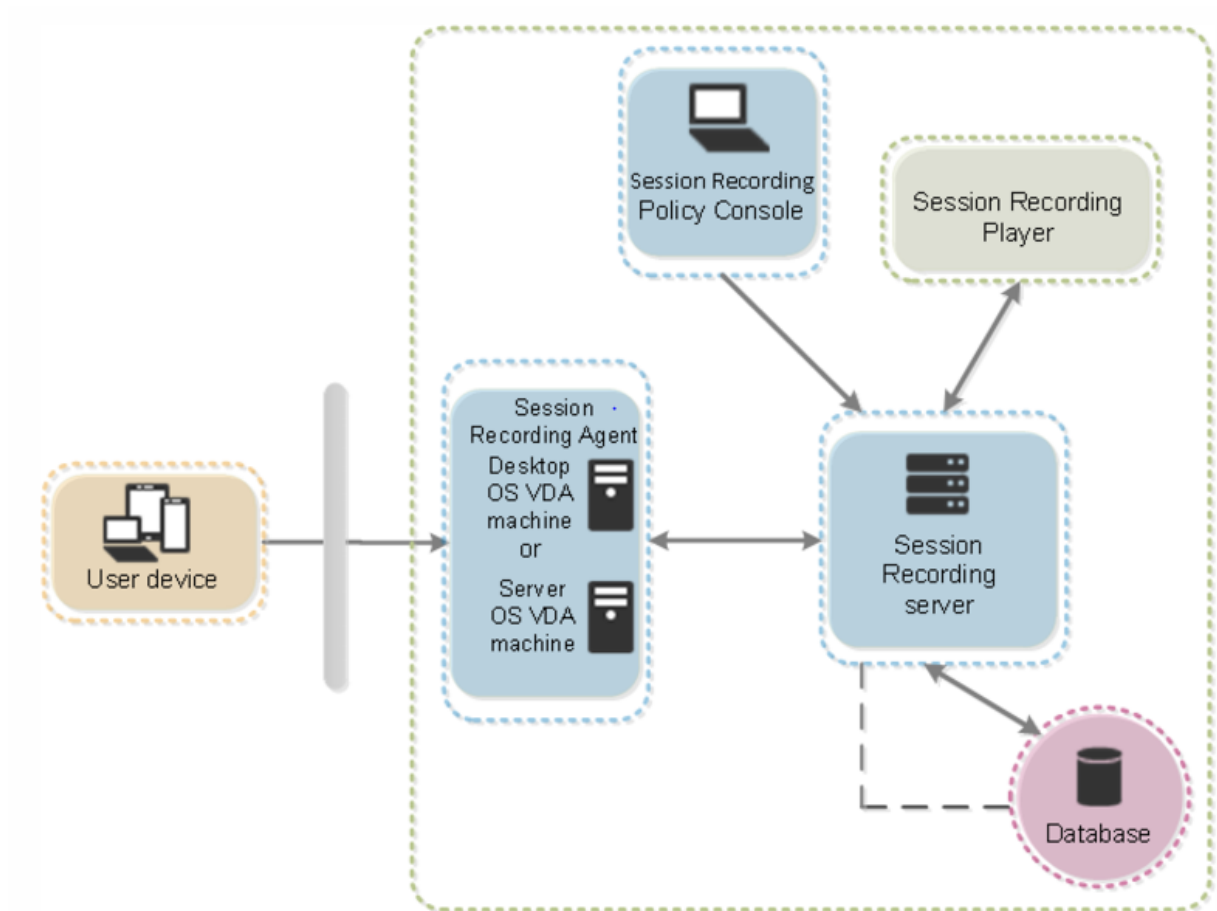 Session Recording
Policy Console
Session Recording
Player
Session
Recording Agent
Desktop
OS VDA
machine
or
Server
OS VDA
machine
User device
Session
Recording
server
Database